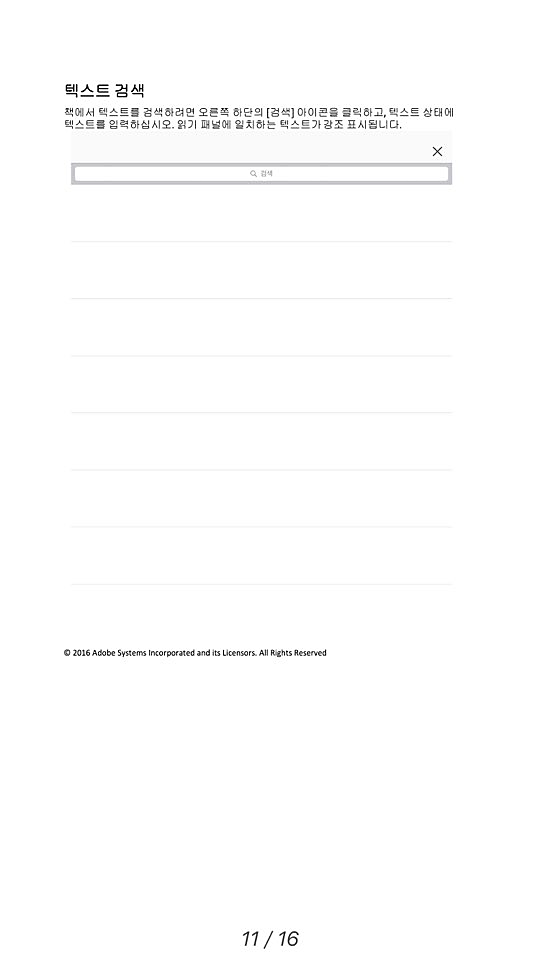 텍스트 검색
책에서 텍스트를 검색하려면 오른쪽 하단의 [검색] 아이콘을 클릭하고, 텍스트 상태에
텍스트를 입력하십시오. 읽기 패널에 일치하는 텍스트가 강조 표시됩니다.
검색
© 2016 Adobe Systems Incorporated and its Licensors. All Rights Reserved
11 / 16